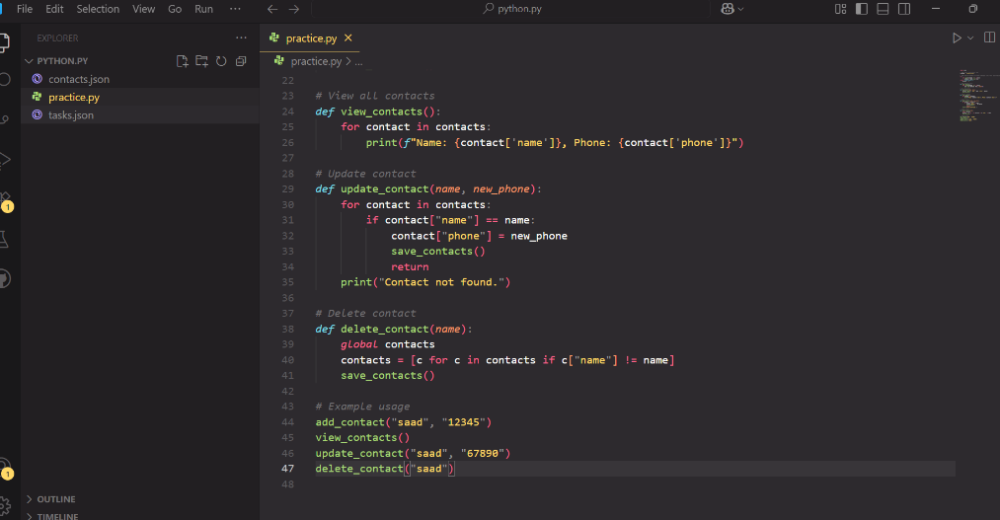 File Edit Selection View Go Run ··· python.py
EXPLORER ···
PYTHON.PY
contacts.json
practice.py
tasks.json
1
1
OUTLINE
TIMELINE
practice.py
practice.py > ...
22
23 # View all contacts
24 def view_contacts():
25 for contact in contacts:
26 print(f"Name: {contact['name']}, Phone: {contact['phone']}")
27
28 # Update contact
29 def update_contact(name, new_phone):
30 for contact in contacts:
31 if contact["name"] == name:
32 contact["phone"] = new_phone
33 save_contacts()
34 return
35 print("Contact not found.")
36
37 # Delete contact
38 def delete_contact(name):
39 global contacts
40 contacts = [c for c in contacts if c["name"] != name]
41 save_contacts()
42
43 # Example usage
44 add_contact("saad", "12345")
45 view_contacts()
46 update_contact("saad", "67890")
47 delete_contact("saad")
48